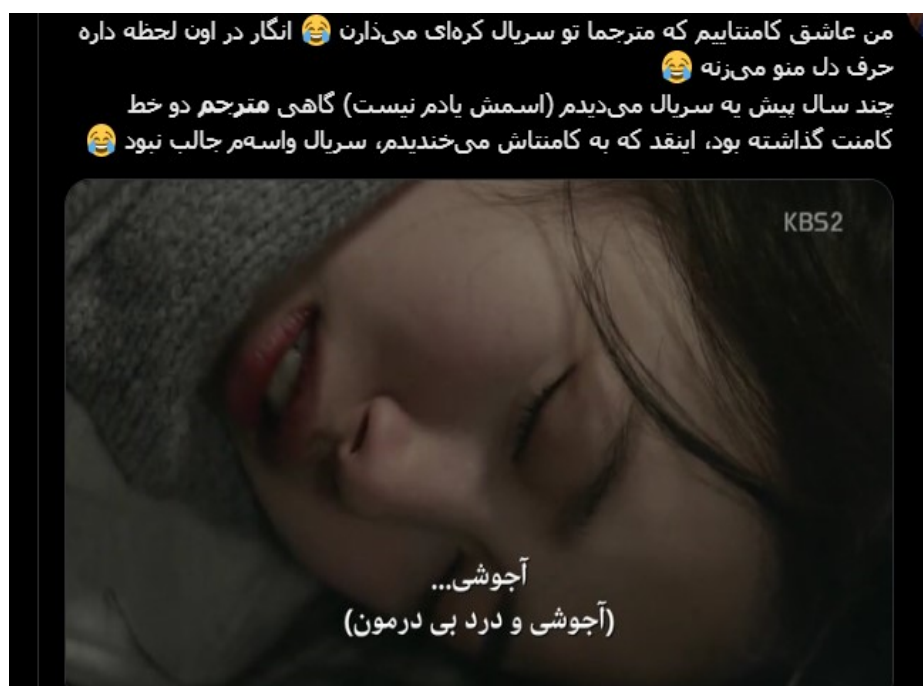 من عاشق کامنتاییم که مترجما تو سریال کره‌ای می‌ذارن 😂 انگار در اون لحظه داره
حرف دل منو می‌زنه 😂
چند سال پیش یه سریال می‌دیدم (اسمش یادم نیست) گاهی مترجم دو خط
کامنت گذاشته بود، اینقد که به کامنتاش می‌خندیدم، سریال واسه‌م جالب نبود 😂
KBS2
آجوشی...
(آجوشی و درد بی درمون)